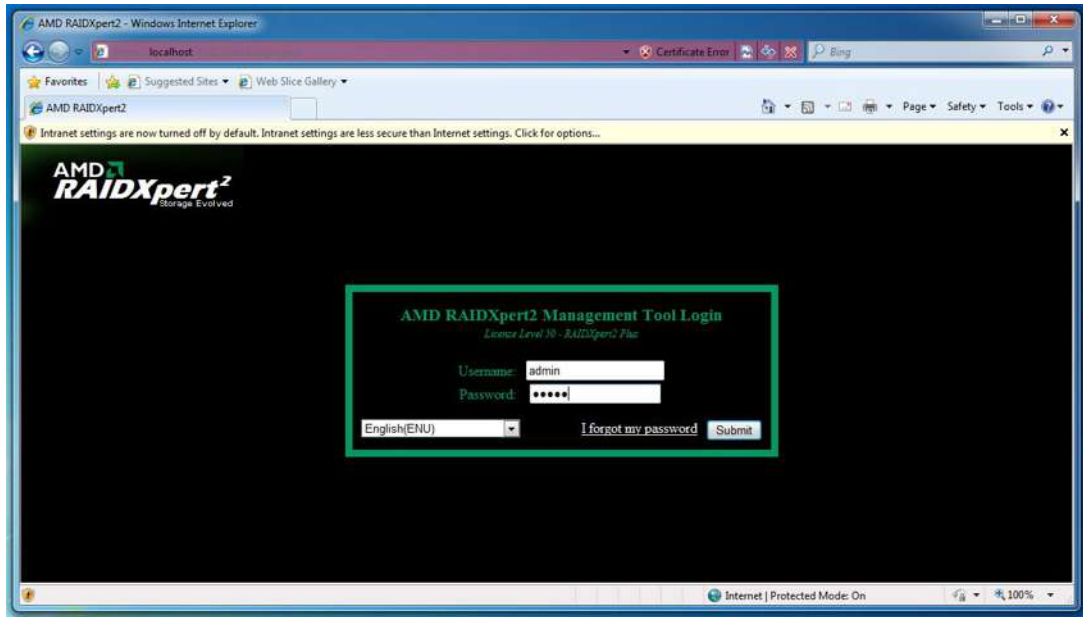 AMD RAIDXpert2 - Windows Internet Explorer
localhost
Certificate Error
Bing
Favorites
Suggested Sites
Web Slice Gallery
AMD RAIDXpert2
Page Safety Tools
Intranet settings are now turned off by default. Intranet settings are less secure than Internet settings. Click for options...
AMD
RAIDXpert2
Storage Evolved
AMD RAIDXpert2 Management Tool Login
License Level 30 - RAIDXpert2 Plus
Username: admin
Password: •••••
English(ENU)
I forgot my password
Submit
Internet | Protected Mode: On
100%